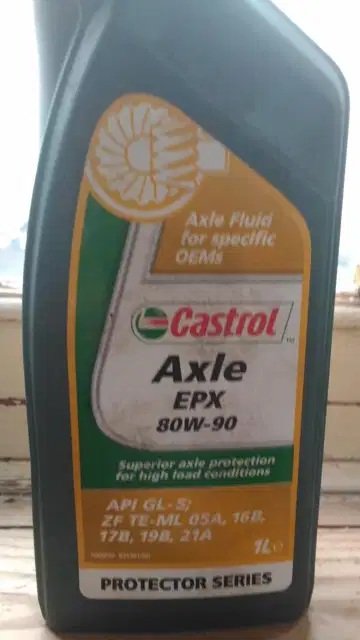 Axle Fluid
for specific
OEMs
Castrol
Axle
EPX
80W-90
Superior axle protection
for high load conditions
API GL-5;
ZF TE-ML 05A, 16B,
17B, 19B, 21A
1L e
PROTECTOR SERIES